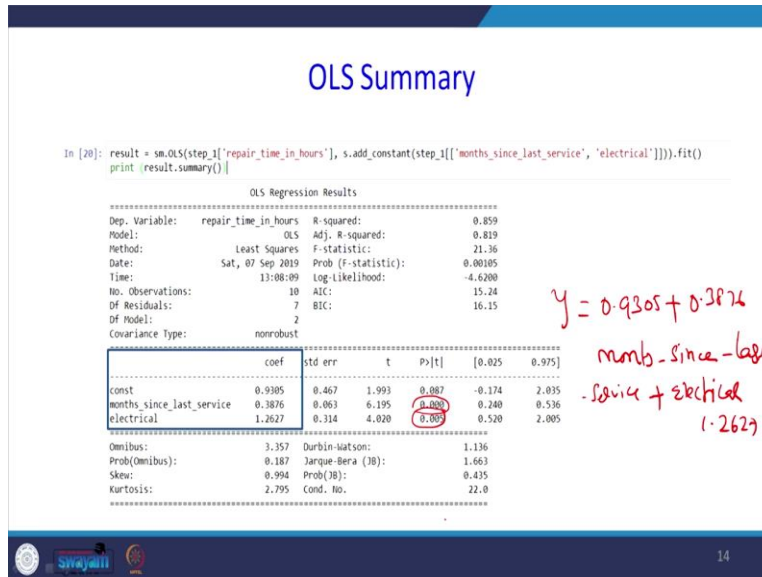 OLS Summary
In [20]: result = sm.OLS(step_1['repair_time_in_hours'], s.add_constant(step_1[['months_since_last_service', 'electrical']])).fit()
print (result.summary())
OLS Regression Results
Dep. Variable: repair_time_in_hours R-squared: 0.859
Model: OLS Adj. R-squared: 0.819
Method: Least Squares F-statistic: 21.36
Date: Sat, 07 Sep 2019 Prob (F-statistic): 0.00105
Time: 13:08:09 Log-Likelihood: -4.6200
No. Observations: 10 AIC: 15.24
Df Residuals: 7 BIC: 16.15
Df Model: 2
Covariance Type: nonrobust
coef std err t P>|t| [0.025 0.975]
const 0.9305 0.467 1.993 0.087 -0.174 2.035
months_since_last_service 0.3876 0.063 6.195 0.000 0.240 0.536
electrical 1.2627 0.314 4.020 0.005 0.520 2.005
Omnibus: 3.357 Durbin-Watson: 1.136
Prob(Omnibus): 0.187 Jarque-Bera (JB): 1.663
Skew: 0.994 Prob(JB): 0.435
Kurtosis: 2.795 Cond. No. 22.0
y = 0.9305 + 0.3876
-service + Electrical
swayam
14